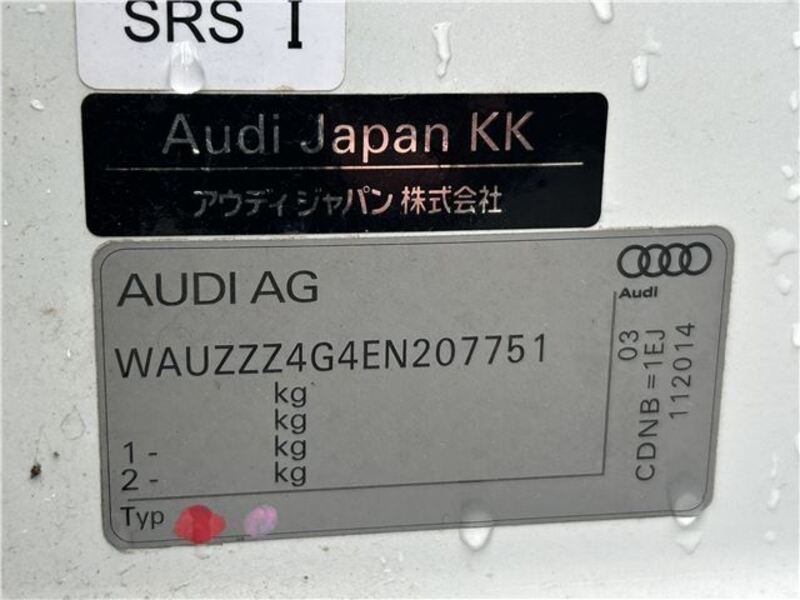 SRS I
Audi Japan KK
アウディ ジャパン 株式会社
AUDI AG
Audi
WAUZZZ4G4EN207751
kg
kg
1 - kg
2 - kg
Typ
03
CDNB = 1EJ
112014